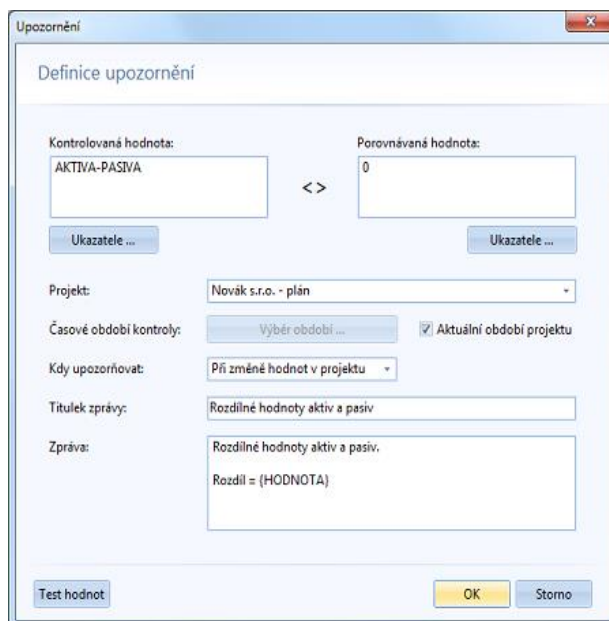 Upozornění
Definice upozornění
Kontrolovaná hodnota:
Porovnávaná hodnota:
AKTIVA-PASIVA
< >
0
Ukazatele ...
Ukazatele ...
Projekt:
Novák s.r.o. - plán
Časové období kontroly:
Výběr období ...
Aktuální období projektu
Kdy upozorňovat:
Při změně hodnot v projektu
Titulek zprávy:
Rozdílné hodnoty aktiv a pasiv
Zpráva:
Rozdílné hodnoty aktiv a pasiv.
Rozdíl = {HODNOTA}
Test hodnot
OK
Storno